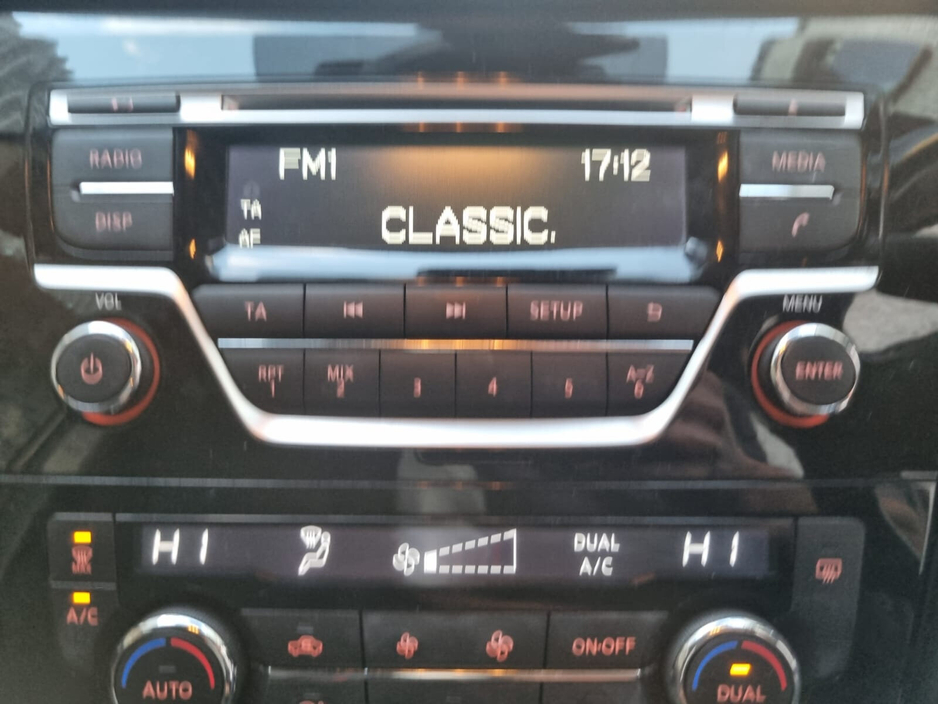 RADIO
FM1 17:12
MEDIA
DISP
TA
AF
CLASSIC.
VOL
MENU
TA SETUP
RPT
1
MIX
2
3
4
5
A-Z
6
ENTER
HI
DUAL
A/C
HI
A/C
ON·OFF
AUTO
DUAL